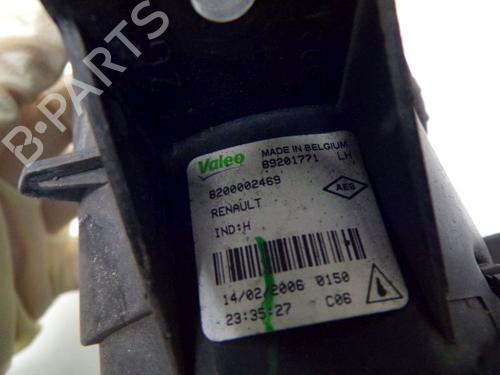 B-PARTS
Valeo MADE IN BELGIUM
89201771 LH
8200002469
RENAULT AES
IND:H
14/02/2006 0150
23:35:27 C06